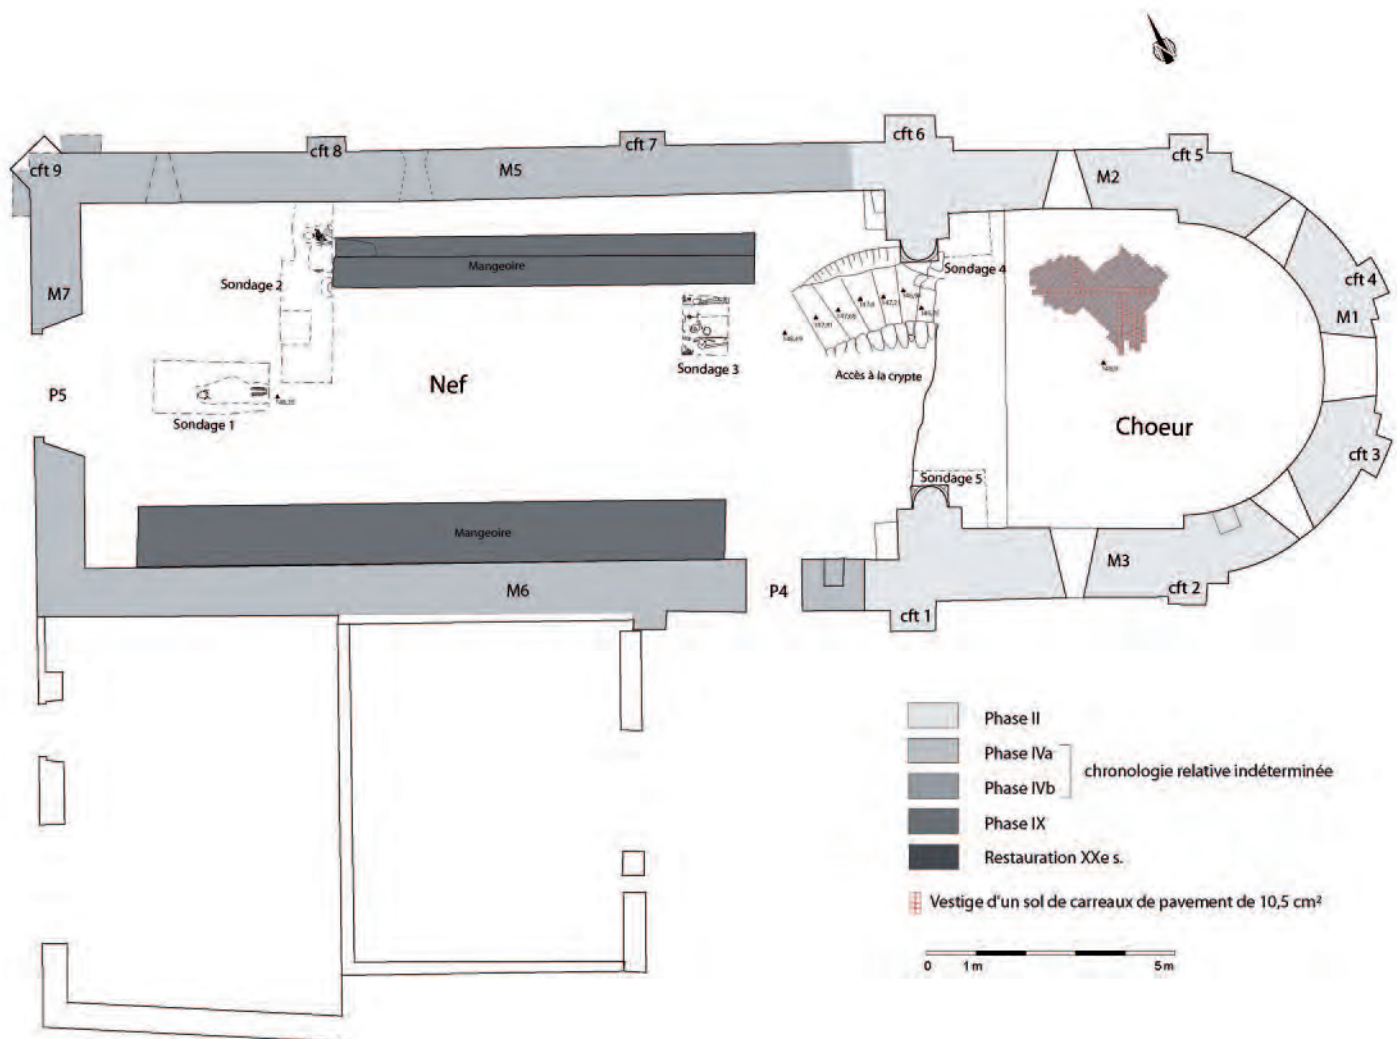 cft 6
cft 7
cft 8
cft 5
cft 9
M5
M2
Sondage 4
cft 4
Mangeoire
Sondage 2
M7
M1
Sondage 3
Accès à la crypte
Nef
P5
Sondage 1
Choeur
cft 3
Sondage 5
Mangeoire
M3
M6
P4
cft 2
cft 1
Phase II
Phase IVa
chronologie relative indéterminée
Phase IVb
Phase IX
Restauration XXe s.
Vestige d'un sol de carreaux de pavement de 10,5 cm²
0 1 m 5 m